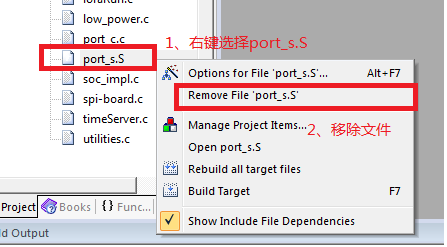 loraRun.c
low_power.c
port_c.c
1、右键选择port_s.S
port_s.S
soc_impl.c
Options for File 'port_s.S'... Alt+F7
spi-board.c
Remove File 'port_s.S'
timeServer.c
utilities.c
Manage Project Items...
2、移除文件
Open port_s.S
Rebuild all target files
Build Target F7
Project Books {} Func...
Show Include File Dependencies
ld Output